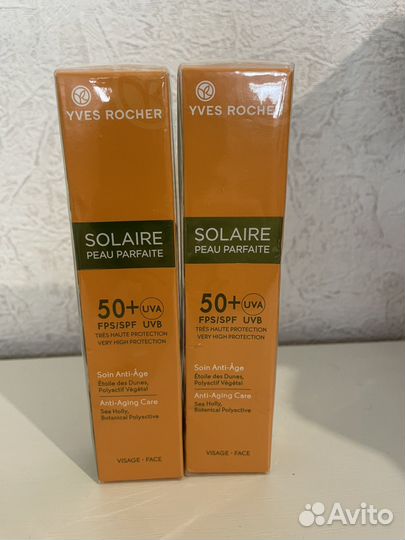 YVES ROCHER
SOLAIRE
PEAU PARFAITE
50+ UVA
FPS/SPF UVB
TRÈS HAUTE PROTECTION
VERY HIGH PROTECTION
Soin Anti-Âge
Étoile des Dunes,
Polyactif Végétal
Anti-Aging Care
Sea Holly,
Botanical Polyactive
VISAGE - FACE
YVES ROCHER
SOLAIRE
PEAU PARFAITE
50+ UVA
FPS/SPF UVB
TRÈS HAUTE PROTECTION
VERY HIGH PROTECTION
Soin Anti-Âge
Étoile des Dunes,
Polyactif Végétal
Anti-Aging Care
Sea Holly,
Botanical Polyactive
VISAGE - FACE
Avito